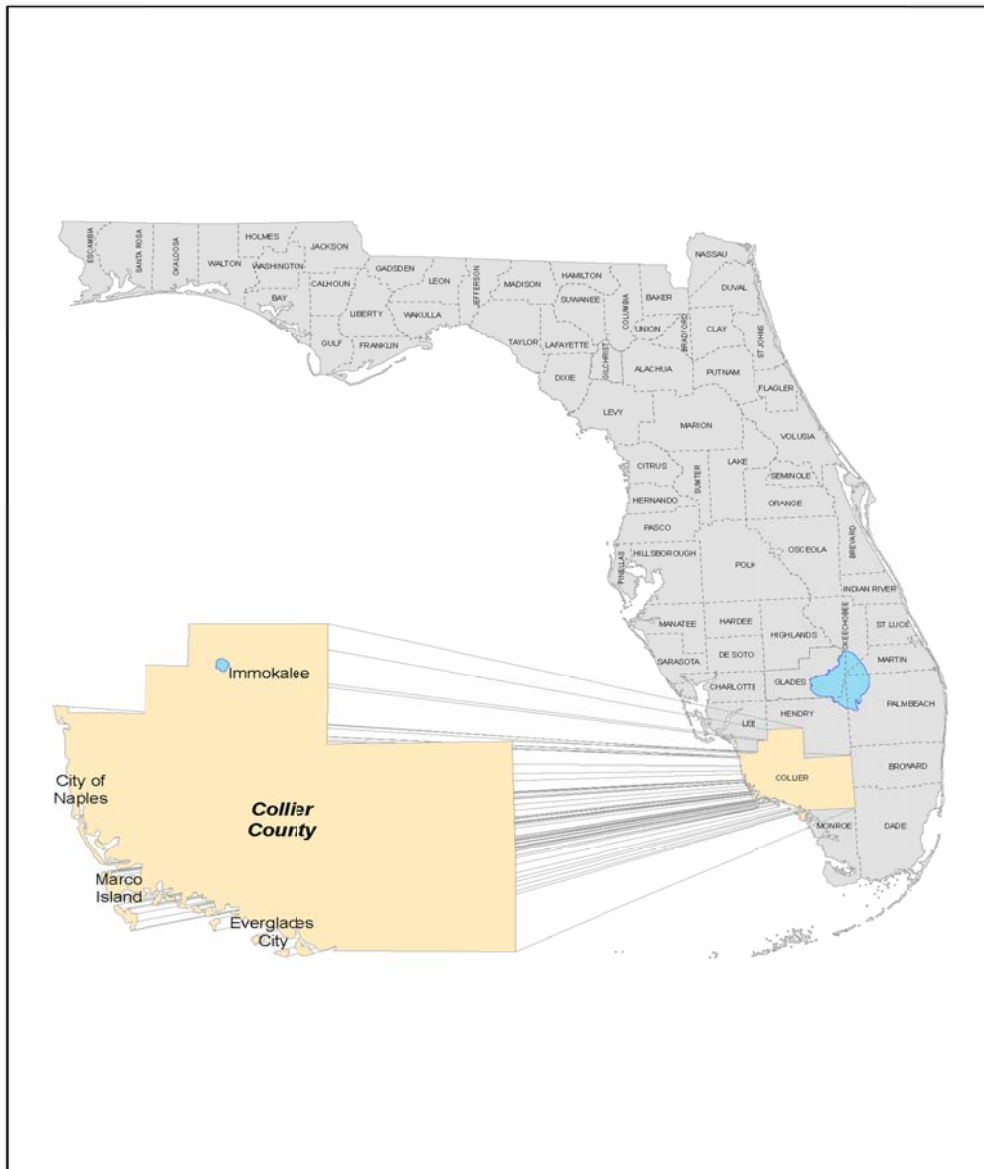 ESCAMBIA
SANTA ROSA
OKALOOSA
WALTON
HOLMES
WASHINGTON
BAY
JACKSON
CALHOUN
GULF
GADSDEN
LIBERTY
FRANKLIN
LEON
WAKULLA
JEFFERSON
MADISON
TAYLOR
HAMILTON
SUWANEE
LAFAYETTE
DIXIE
GILCHRIST
COLUMBIA
BAKER
UNION
BRADFORD
NASSAU
DUVAL
CLAY
ST JOHNS
ALACHUA
PUTNAM
FLAGLER
LEVY
MARION
VOLUSIA
CITRUS
SUMTER
LAKE
SEMINOLE
HERNANDO
ORANGE
PASCO
HILLSBOROUGH
PINELLAS
POLK
OSCEOLA
BREVARD
INDIAN RIVER
MANATEE
HARDEE
HIGHLANDS
OKEECHOBEE
ST LUCE
SARASOTA
DE SOTO
MARTIN
CHARLOTTE
GLADES
PALMBEACH
LEE
HENDRY
COLLIER
BROWARD
MONROE
DADE
Immokalee
City of
Naples
Collier
County
Marco
Island
Everglades
City